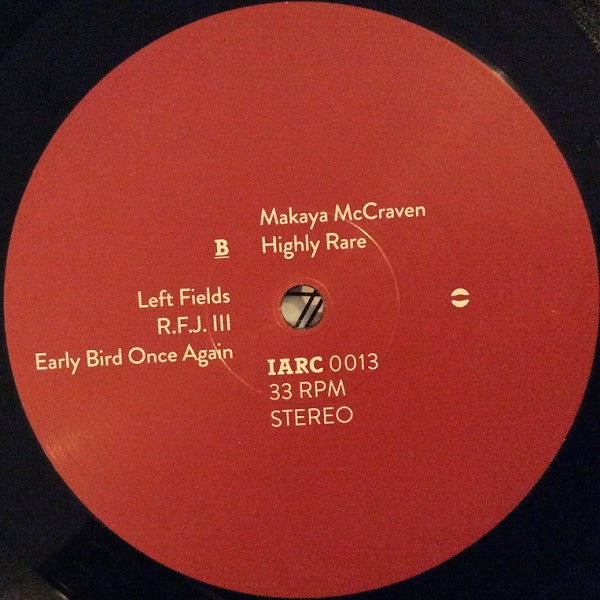 Makaya McCraven
B
Highly Rare
Left Fields
R.F.J. III
Early Bird Once Again
IARC 0013
33 RPM
STEREO